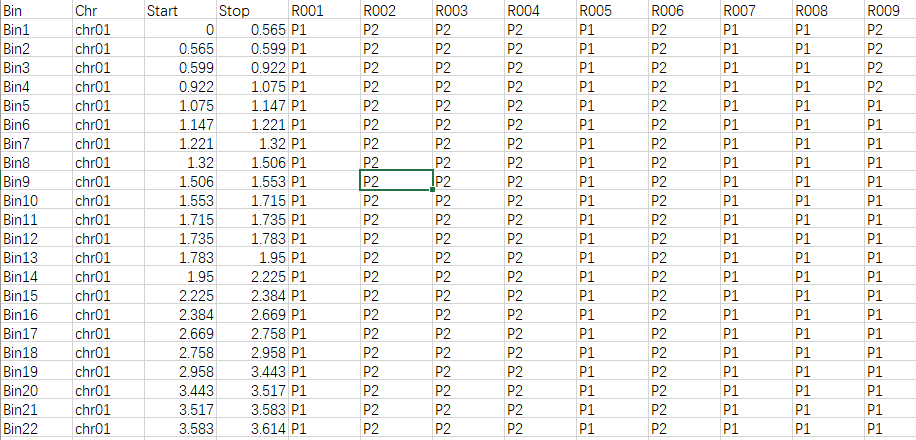 Bin Chr Start Stop R001 R002 R003 R004 R005 R006 R007 R008 R009
Bin1 chr01 0 0.565 P1 P2 P2 P2 P1 P2 P1 P1 P2
Bin2 chr01 0.565 0.599 P1 P2 P2 P2 P1 P2 P1 P1 P2
Bin3 chr01 0.599 0.922 P1 P2 P2 P2 P1 P2 P1 P1 P2
Bin4 chr01 0.922 1.075 P1 P2 P2 P2 P1 P2 P1 P1 P2
Bin5 chr01 1.075 1.147 P1 P2 P2 P2 P1 P2 P1 P1 P1
Bin6 chr01 1.147 1.221 P1 P2 P2 P2 P1 P2 P1 P1 P1
Bin7 chr01 1.221 1.32 P1 P2 P2 P2 P1 P2 P1 P1 P1
Bin8 chr01 1.32 1.506 P1 P2 P2 P2 P1 P2 P1 P1 P1
Bin9 chr01 1.506 1.553 P1 P2 P2 P2 P1 P2 P1 P1 P1
Bin10 chr01 1.553 1.715 P1 P2 P2 P2 P1 P2 P1 P1 P1
Bin11 chr01 1.715 1.735 P1 P2 P2 P2 P1 P2 P1 P1 P1
Bin12 chr01 1.735 1.783 P1 P2 P2 P2 P1 P2 P1 P1 P1
Bin13 chr01 1.783 1.95 P1 P2 P2 P2 P1 P2 P1 P1 P1
Bin14 chr01 1.95 2.225 P1 P2 P2 P2 P1 P2 P1 P1 P1
Bin15 chr01 2.225 2.384 P1 P2 P2 P2 P1 P2 P1 P1 P1
Bin16 chr01 2.384 2.669 P1 P2 P2 P2 P1 P2 P1 P1 P1
Bin17 chr01 2.669 2.758 P1 P2 P2 P2 P1 P2 P1 P1 P1
Bin18 chr01 2.758 2.958 P1 P2 P2 P2 P1 P2 P1 P1 P1
Bin19 chr01 2.958 3.443 P1 P2 P2 P2 P1 P2 P1 P1 P1
Bin20 chr01 3.443 3.517 P1 P2 P2 P2 P1 P2 P1 P1 P1
Bin21 chr01 3.517 3.583 P1 P2 P2 P2 P1 P2 P1 P1 P1
Bin22 chr01 3.583 3.614 P1 P2 P2 P2 P1 P2 P1 P1 P1